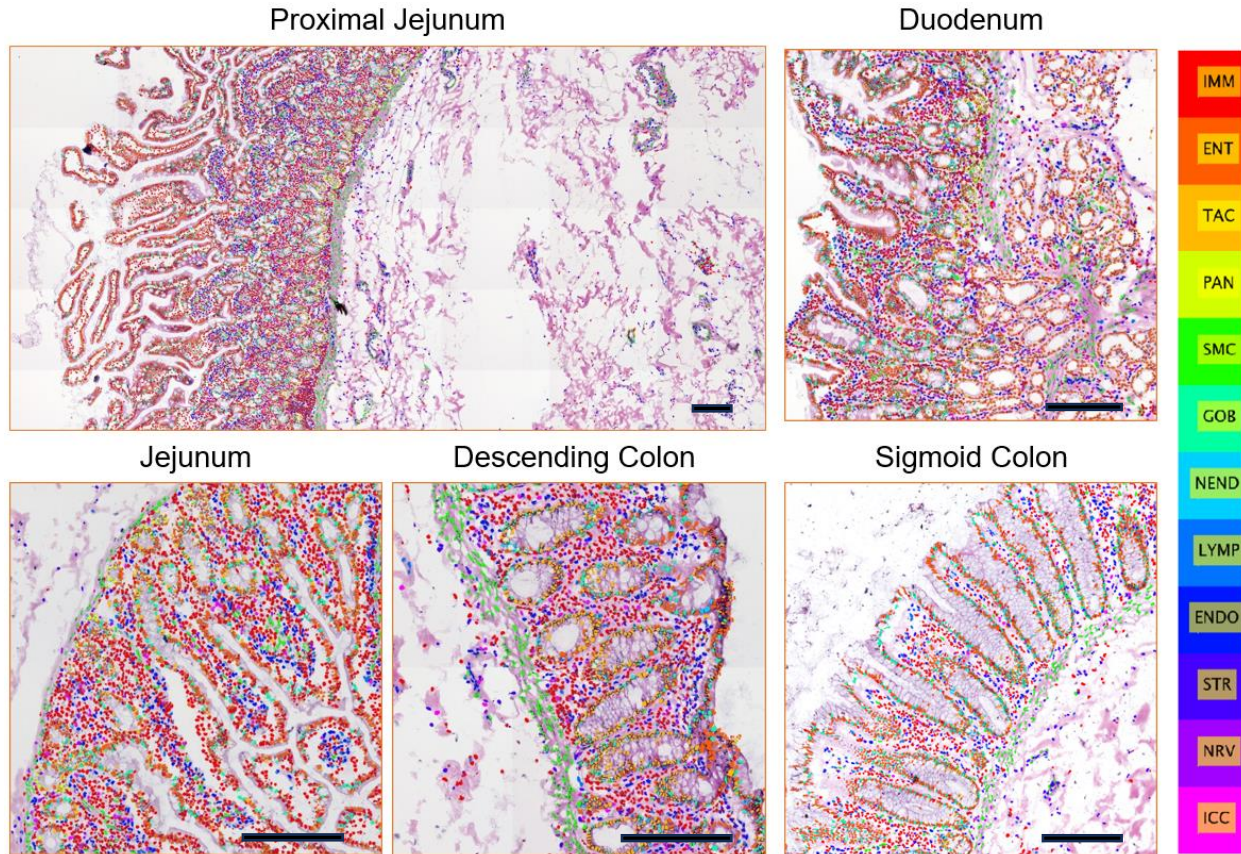 Proximal Jejunum
Duodenum
Jejunum
Descending Colon
Sigmoid Colon
IMM
ENT
TAC
PAN
SMC
GOB
NEND
LYMP
ENDO
STR
NRV
ICC